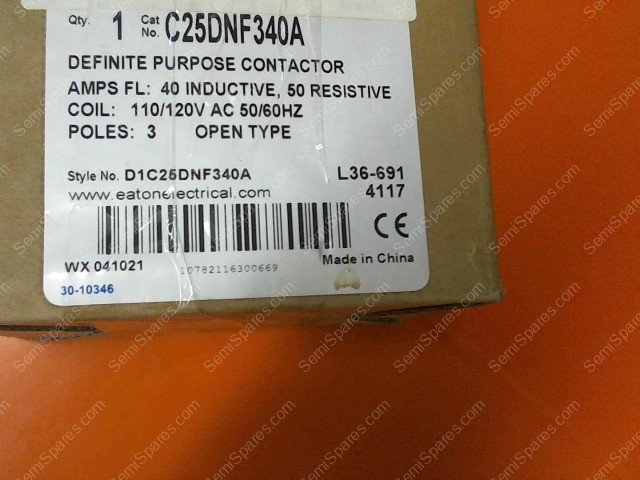 Qty. 1 Cat No. C25DNF340A
DEFINITE PURPOSE CONTACTOR
AMPS FL: 40 INDUCTIVE, 50 RESISTIVE
COIL: 110/120V AC 50/60HZ
POLES: 3 OPEN TYPE
Style No. D1C25DNF340A L36-691
www.eatonelectrical.com 4117
CE
WX 041021 10782116300669 Made in China
30-10346
SemiSpares.com